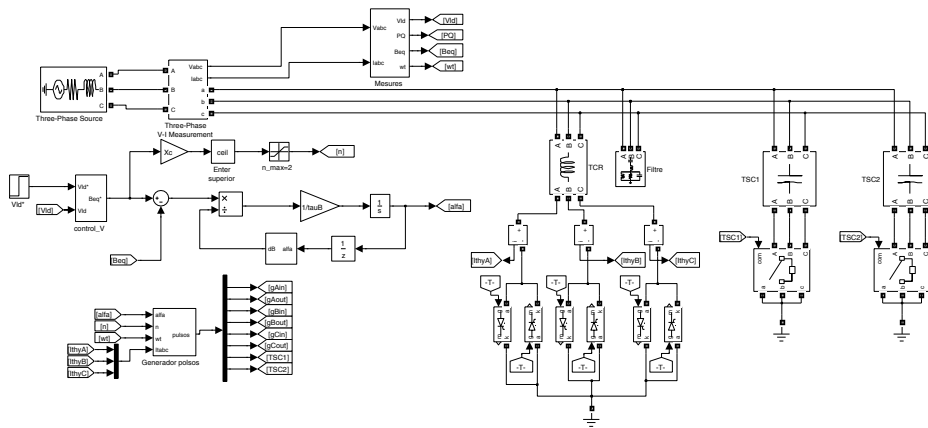 Vabc
Iabc
Vld
PQ
Beq
wt
Mesures
[Vld]
[PQ]
[Beq]
[wt]
A
B
C
Three-Phase Source
A
B
C
Vabc
Iabc
a
b
c
Three-Phase
V-I Measurement
Xc
ceil
Enter
superior
n_max=2
[n]
Vld*
[Vld]
Vld*
Vld
Beq*
control_V
[Beq]
×
÷
1/tauB
1
s
[alfa]
dB
alfa
1
z
[alfa]
[n]
[wt]
[IthyA]
[IthyB]
[IthyC]
alfa
n
wt
Itabc
pulsos
Generador polsos
[gAin]
[gAout]
[gBin]
[gBout]
[gCin]
[gCout]
[TSC1]
[TSC2]
A
B
C
A
B
C
TCR
A
B
C
Filtre
[IthyA]
[IthyB]
[IthyC]
+
-
+
-
+
-
-T-
-T-
-T-
-T-
-T-
-T-
A
B
C
A
B
C
TSC1
[TSC1]
com
A
B
C
a
b
c
A
B
C
A
B
C
TSC2
[TSC2]
com
A
B
C
a
b
c